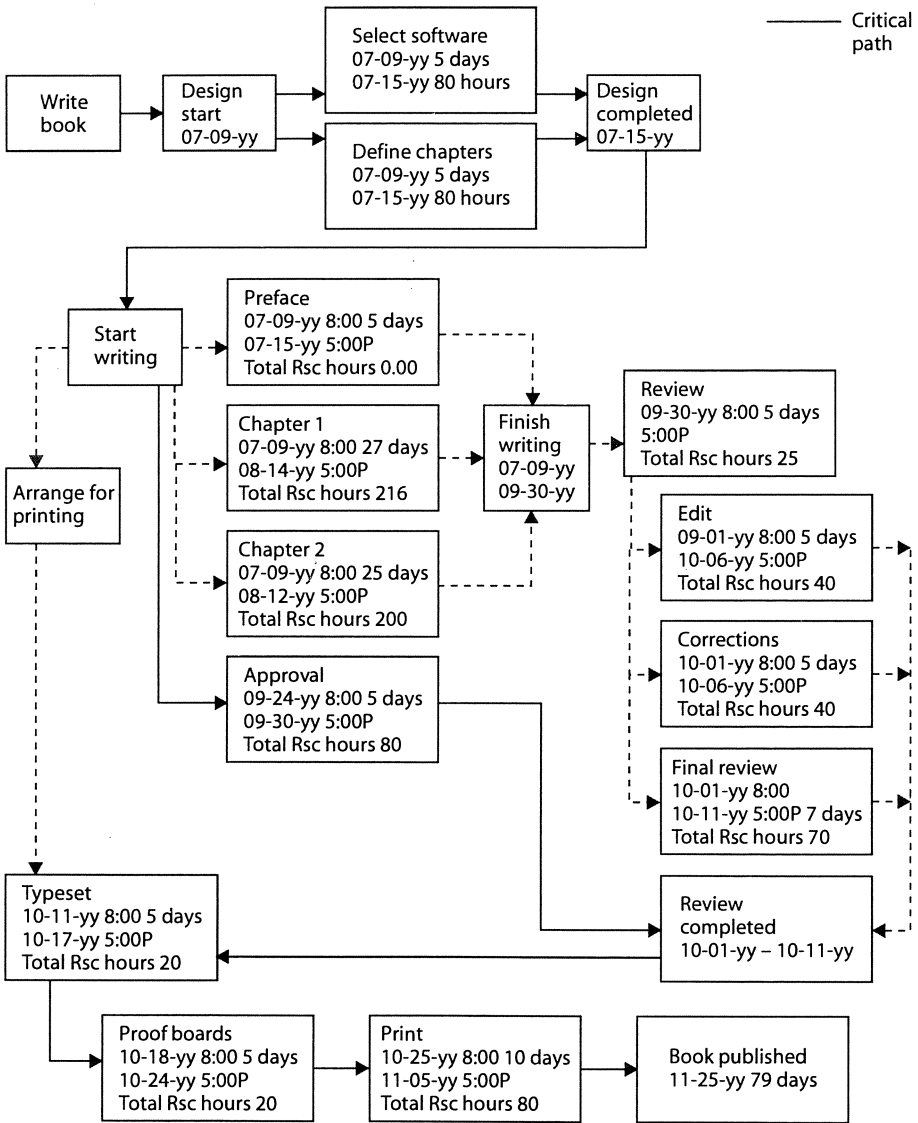 Critical
path
Write
book
Design
start
07-09-yy
Select software
07-09-yy 5 days
07-15-yy 80 hours
Define chapters
07-09-yy 5 days
07-15-yy 80 hours
Design
completed
07-15-yy
Start
writing
Preface
07-09-yy 8:00 5 days
07-15-yy 5:00P
Total Rsc hours 0.00
Chapter 1
07-09-yy 8:00 27 days
08-14-yy 5:00P
Total Rsc hours 216
Chapter 2
07-09-yy 8:00 25 days
08-12-yy 5:00P
Total Rsc hours 200
Approval
09-24-yy 8:00 5 days
09-30-yy 5:00P
Total Rsc hours 80
Arrange for
printing
Finish
writing
07-09-yy
09-30-yy
Review
09-30-yy 8:00 5 days
5:00P
Total Rsc hours 25
Edit
09-01-yy 8:00 5 days
10-06-yy 5:00P
Total Rsc hours 40
Corrections
10-01-yy 8:00 5 days
10-06-yy 5:00P
Total Rsc hours 40
Final review
10-01-yy 8:00
10-11-yy 5:00P 7 days
Total Rsc hours 70
Review
completed
10-01-yy – 10-11-yy
Typeset
10-11-yy 8:00 5 days
10-17-yy 5:00P
Total Rsc hours 20
Proof boards
10-18-yy 8:00 5 days
10-24-yy 5:00P
Total Rsc hours 20
Print
10-25-yy 8:00 10 days
11-05-yy 5:00P
Total Rsc hours 80
Book published
11-25-yy 79 days